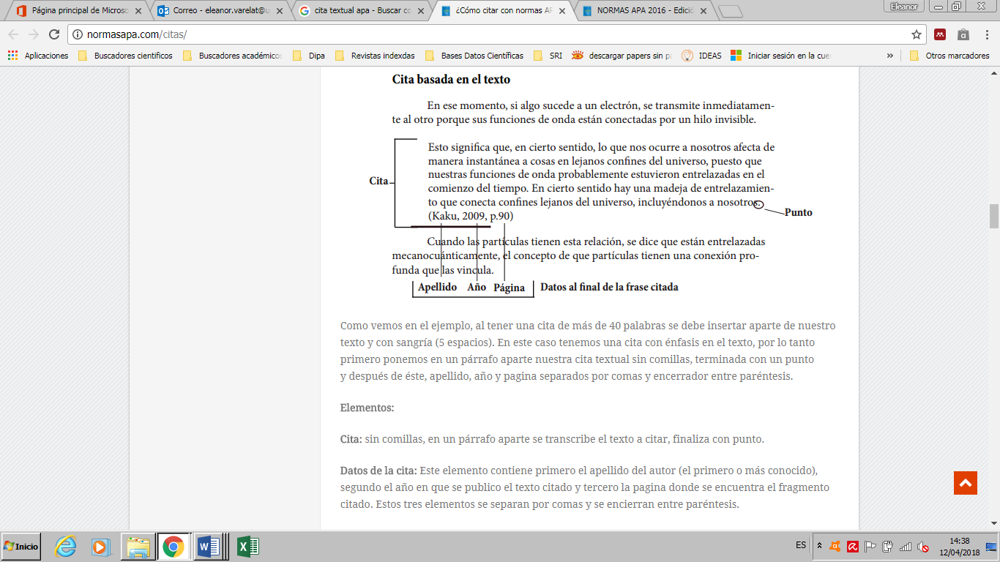 Página principal de Microso
Correo - eleanor.varelat@u
cita textual apa - Buscar co
¿Cómo citar con normas AP
NORMAS APA 2016 - Edició
Eleanor
normasapa.com/citas/
Aplicaciones
Buscadores cientificos
Buscadores académicos
Dipa
Revistas indexdas
Bases Datos Científicas
SRI
descargar papers sin pa
IDEAS
Iniciar sesión en la cue
»
Otros marcadores
Cita basada en el texto
En ese momento, si algo sucede a un electrón, se transmite inmediatamen-
te al otro porque sus funciones de onda están conectadas por un hilo invisible.
Esto significa que, en cierto sentido, lo que nos ocurre a nosotros afecta de
manera instantánea a cosas en lejanos confines del universo, puesto que
nuestras funciones de onda probablemente estuvieron entrelazadas en el
Cita
comienzo del tiempo. En cierto sentido hay una madeja de entrelazamien-
to que conecta confines lejanos del universo, incluyéndonos a nosotros.
Punto
(Kaku, 2009, p.90)
Cuando las partículas tienen esta relación, se dice que están entrelazadas
mecanocuánticamente, el concepto de que partículas tienen una conexión pro-
funda que las vincula.
Apellido Año Página Datos al final de la frase citada
Como vemos en el ejemplo, al tener una cita de más de 40 palabras se debe insertar aparte de nuestro
texto y con sangría (5 espacios). En este caso tenemos una cita con énfasis en el texto, por lo tanto
primero ponemos en un párrafo aparte nuestra cita textual sin comillas, terminada con un punto
y después de éste, apellido, año y pagina separados por comas y encerrador entre paréntesis.
Elementos:
Cita: sin comillas, en un párrafo aparte se transcribe el texto a citar, finaliza con punto.
Datos de la cita: Este elemento contiene primero el apellido del autor (el primero o más conocido),
segundo el año en que se publico el texto citado y tercero la pagina donde se encuentra el fragmento
citado. Estos tres elementos se separan por comas y se encierran entre paréntesis.
Inicio
ES
14:38
12/04/2018